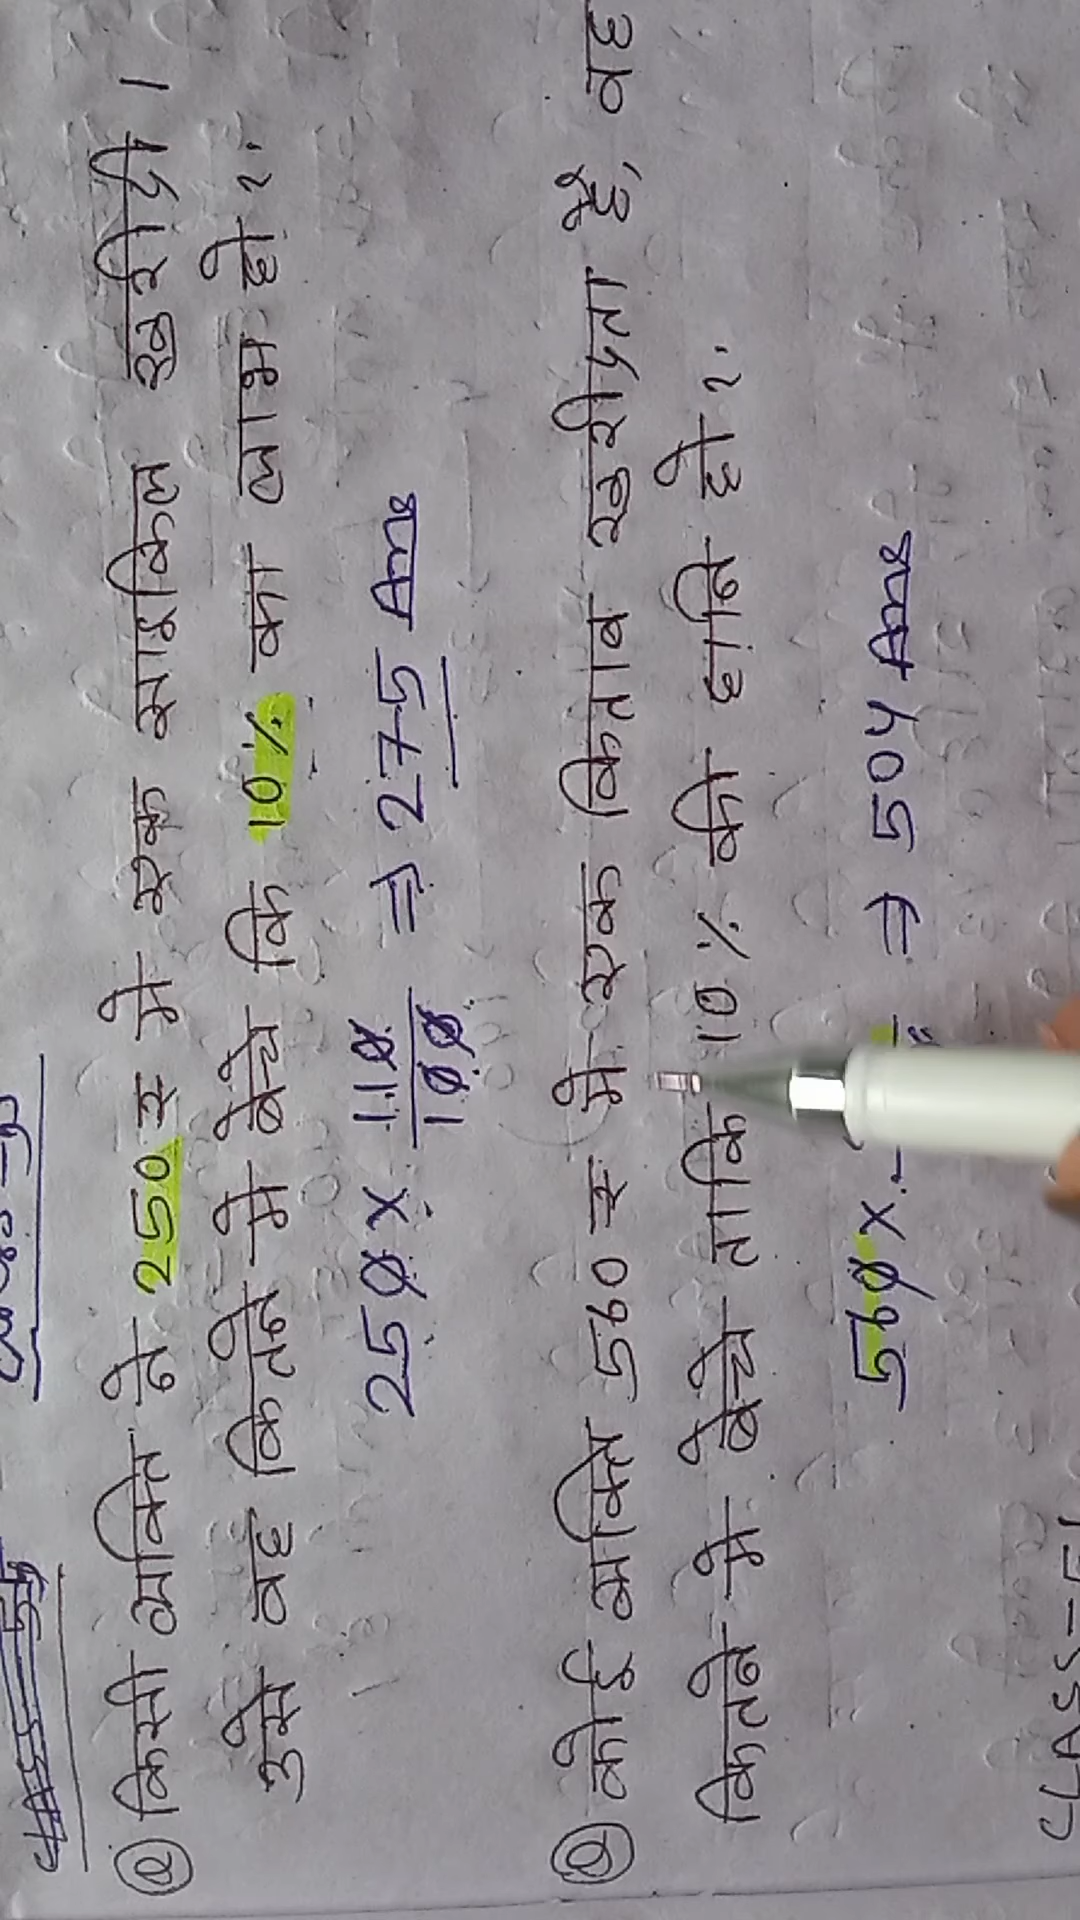 Q किसी व्यक्ति ने 250 रु में एक साइकिल खरीदी ।
उसे वह कितने में बेचे कि 10% का लाभ हो ?
250 x 110/100 ⇒ 275 Ans
Q कोई व्यक्ति 560 रु में एक किताब खरीदता है, वह
कितने में बेचे ताकि 10% की हानि हो ?
560 x ⇒ 504 Ans